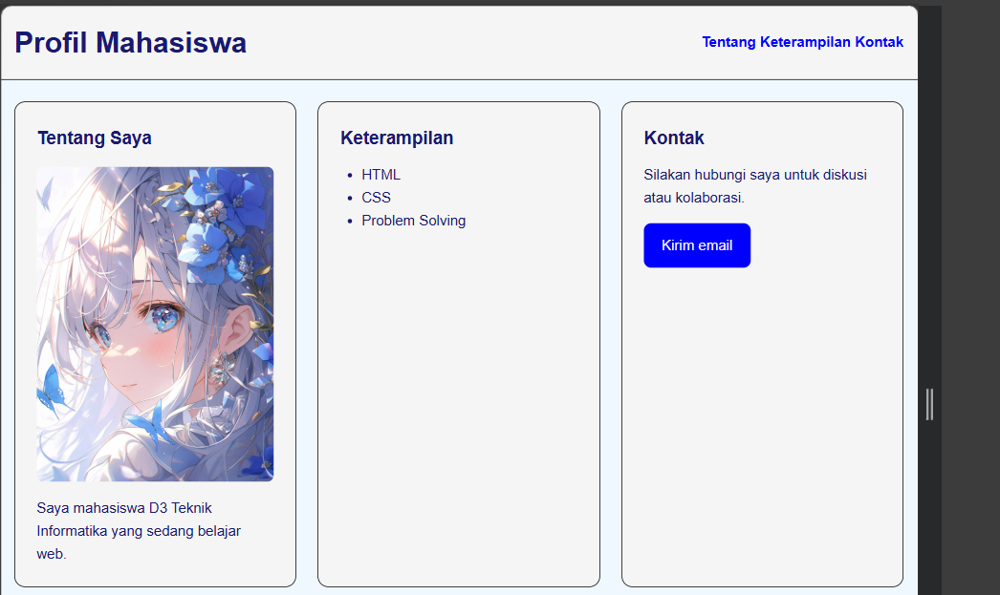 Profil Mahasiswa
Tentang Keterampilan Kontak
Tentang Saya
Saya mahasiswa D3 Teknik
Informatika yang sedang belajar
web.
Keterampilan
HTML
CSS
Problem Solving
Kontak
Silakan hubungi saya untuk diskusi
atau kolaborasi.
Kirim email